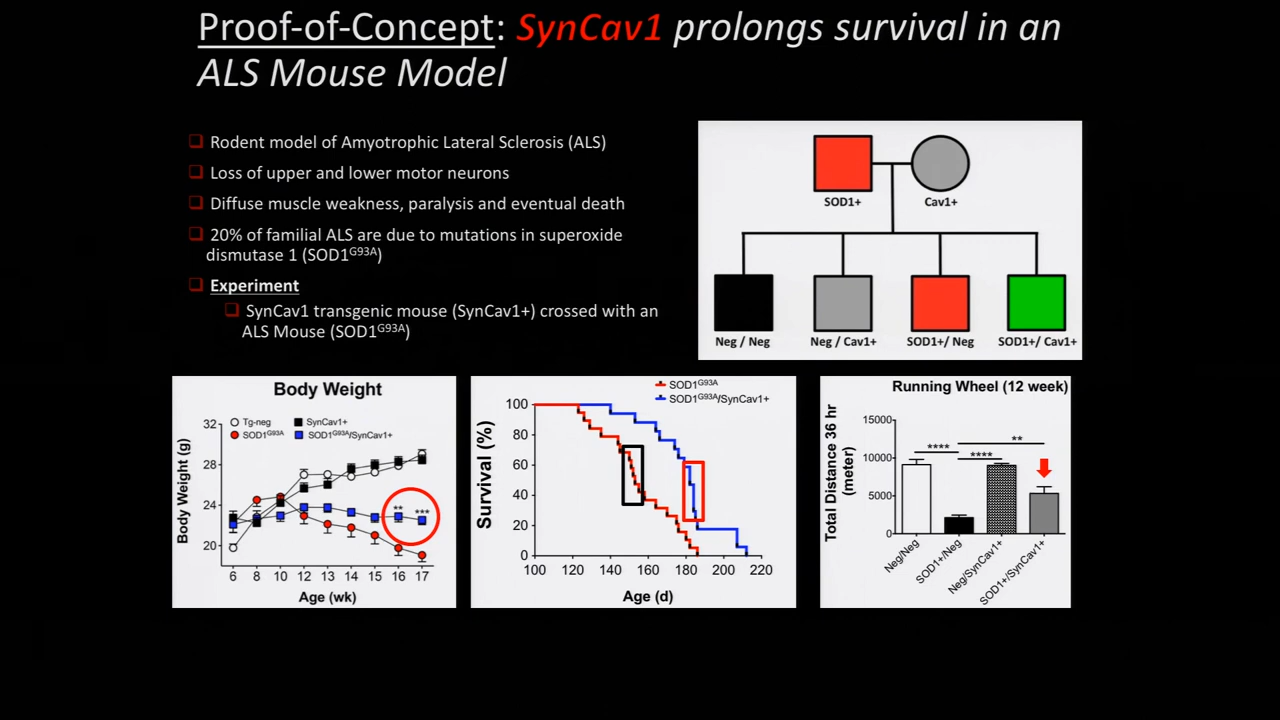 Proof-of-Concept: SynCav1 prolongs survival in an
ALS Mouse Model
Rodent model of Amyotrophic Lateral Sclerosis (ALS)
Loss of upper and lower motor neurons
Diffuse muscle weakness, paralysis and eventual death
20% of familial ALS are due to mutations in superoxide
dismutase 1 (SOD1G93A)
Experiment
SynCav1 transgenic mouse (SynCav1+) crossed with an
ALS Mouse (SOD1G93A)
SOD1+ Cav1+
Neg / Neg Neg / Cav1+ SOD1+/ Neg SOD1+/ Cav1+
Body Weight
Tg-neg SynCav1+
SOD1G93A SOD1G93A/SynCav1+
Body Weight (g)
32
28
24
20
** ***
6 8 10 12 13 14 15 16 17
Age (wk)
SOD1G93A
SOD1G93A/SynCav1+
Survival (%)
100
80
60
40
20
0
100 120 140 160 180 200 220
Age (d)
Running Wheel (12 week)
Total Distance 36 hr
(meter)
15000
10000
5000
0
**** **** **
Neg/Neg
SOD1+/Neg
Neg/SynCav1+
SOD1+/SynCav1+